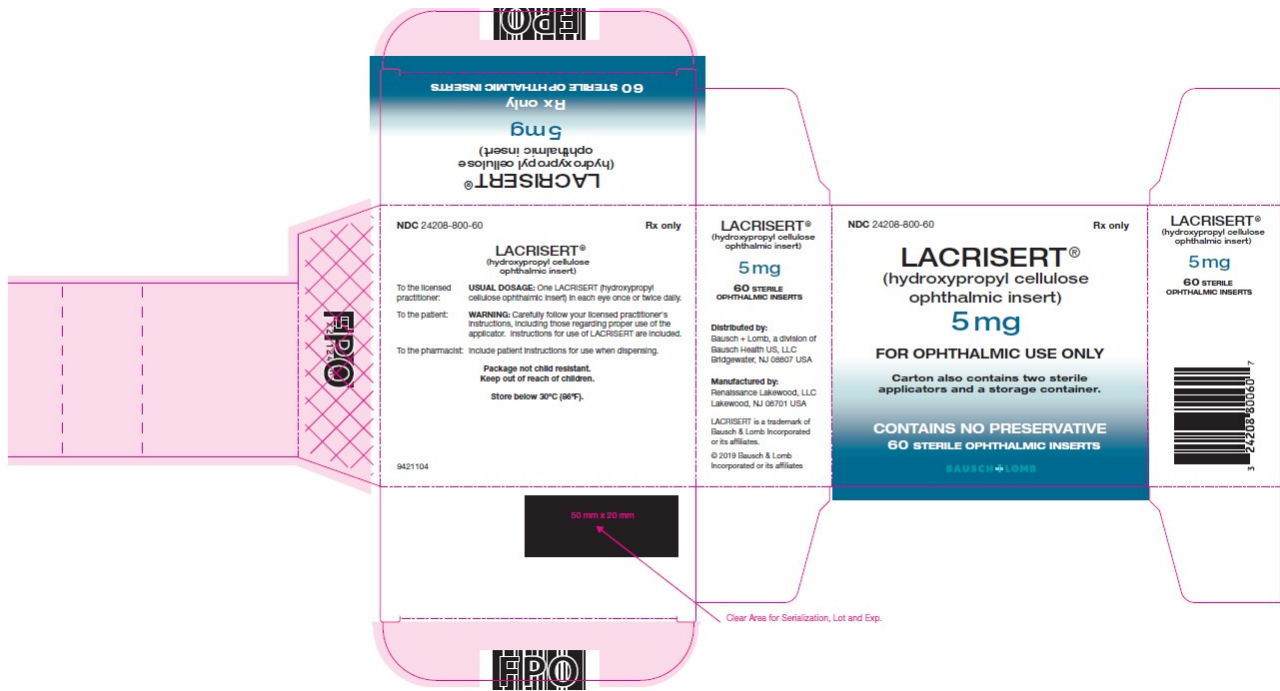 FPO
60 STERILE OPHTHALMIC INSERTS
Rx only
5 mg
(hydroxypropyl cellulose
ophthalmic insert)
LACRISERT®
FPO
NDC 24208-800-60 Rx only
LACRISERT®
(hydroxypropyl cellulose
ophthalmic insert)
To the licensed practitioner: USUAL DOSAGE: One LACRISERT (hydroxypropyl
cellulose ophthalmic insert) in each eye once or twice daily.
To the patient: WARNING: Carefully follow your licensed practitioner's
instructions, including those regarding proper use of the
applicator. Instructions for use of LACRISERT are included.
To the pharmacist: Include patient instructions for use when dispensing.
Package not child resistant.
Keep out of reach of children.
Store below 30°C (86°F).
9421104
LACRISERT®
(hydroxypropyl cellulose
ophthalmic insert)
5 mg
60 STERILE
OPHTHALMIC INSERTS
Distributed by:
Bausch + Lomb, a division of
Bausch Health US, LLC
Bridgewater, NJ 08807 USA
Manufactured by:
Renaissance Lakewood, LLC
Lakewood, NJ 08701 USA
LACRISERT is a trademark of
Bausch & Lomb Incorporated
or its affiliates.
© 2019 Bausch & Lomb
Incorporated or its affiliates
NDC 24208-800-60 Rx only
LACRISERT®
(hydroxypropyl cellulose
ophthalmic insert)
5 mg
FOR OPHTHALMIC USE ONLY
Carton also contains two sterile
applicators and a storage container.
CONTAINS NO PRESERVATIVE
60 STERILE OPHTHALMIC INSERTS
BAUSCH + LOMB
LACRISERT®
(hydroxypropyl cellulose
ophthalmic insert)
5 mg
60 STERILE
OPHTHALMIC INSERTS
3 24208 80060 7
50 mm x 20 mm
Clear Area for Serialization, Lot and Exp.
FPO